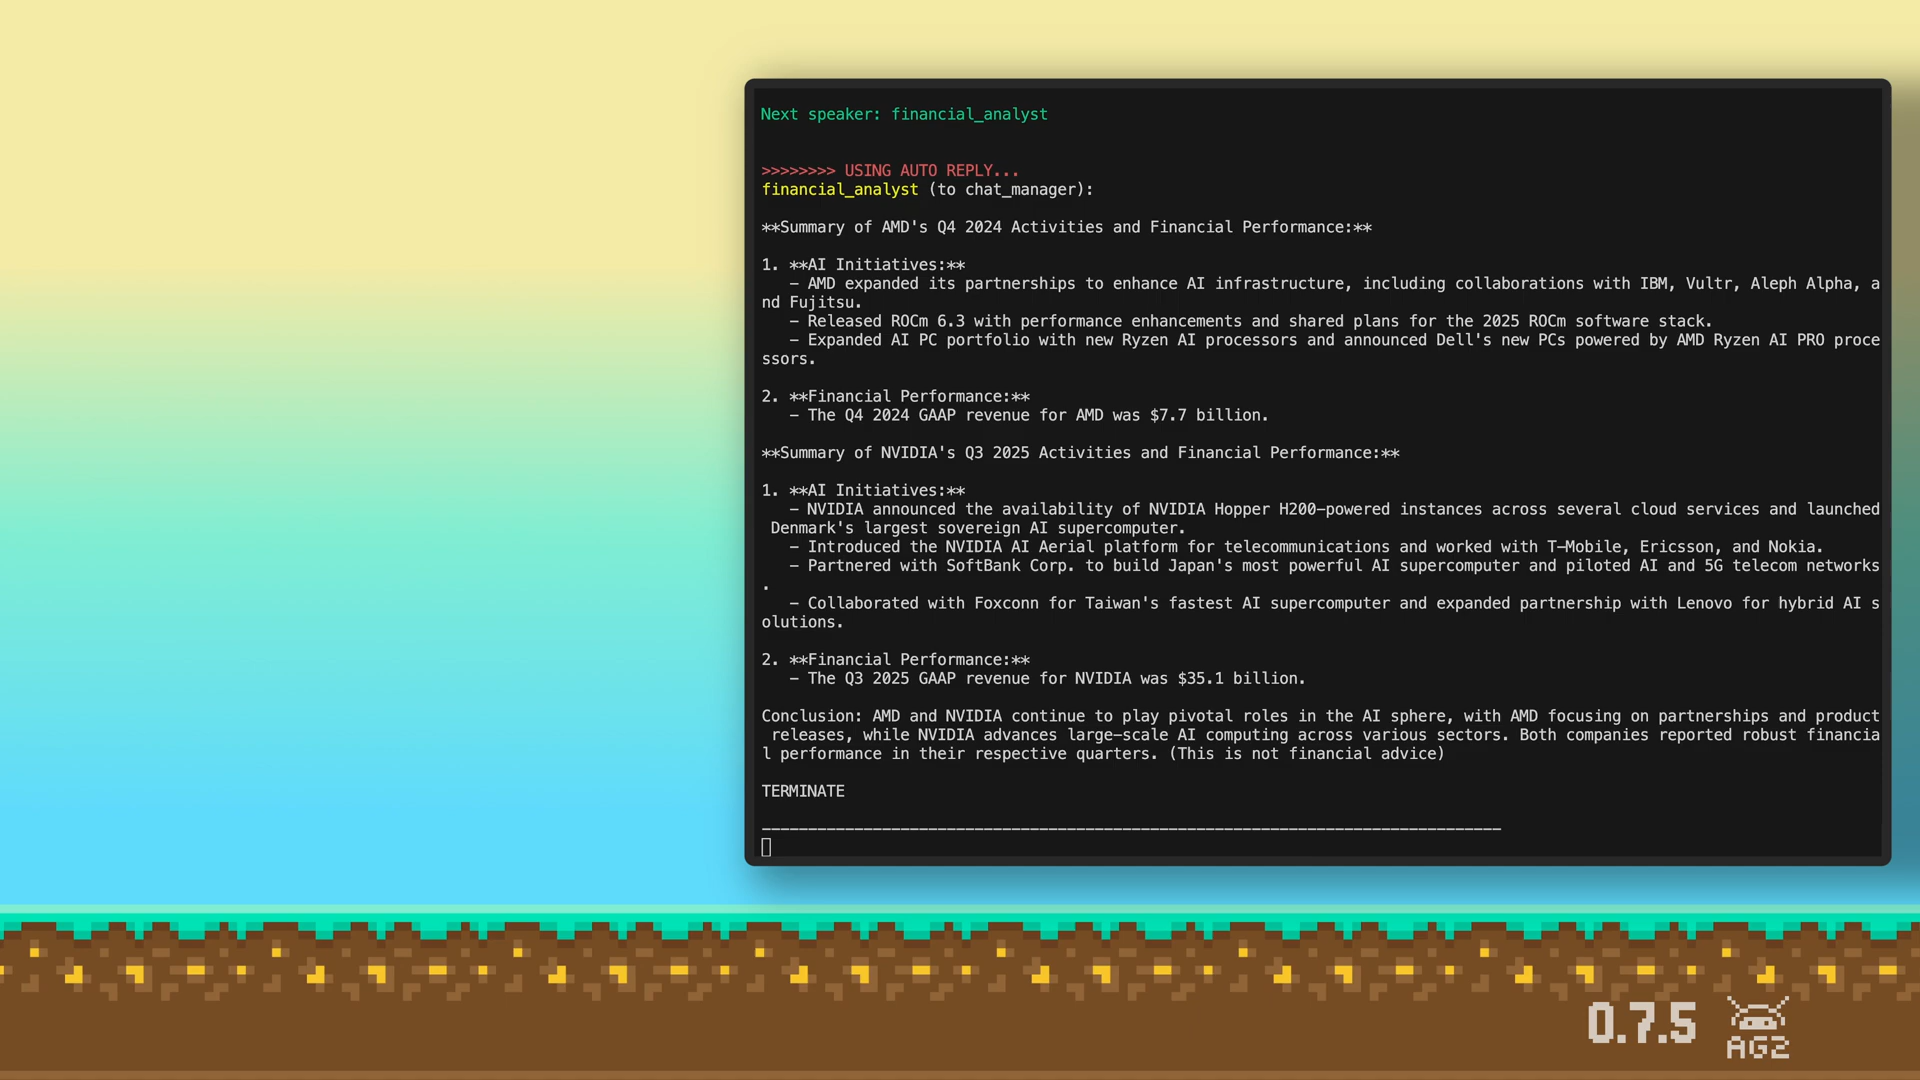 Next speaker: financial_analyst
>>>>>>>> USING AUTO REPLY...
financial_analyst (to chat_manager):
**Summary of AMD's Q4 2024 Activities and Financial Performance:**
1. **AI Initiatives:**
– AMD expanded its partnerships to enhance AI infrastructure, including collaborations with IBM, Vultr, Aleph Alpha, a
nd Fujitsu.
– Released ROCm 6.3 with performance enhancements and shared plans for the 2025 ROCm software stack.
– Expanded AI PC portfolio with new Ryzen AI processors and announced Dell's new PCs powered by AMD Ryzen AI PRO proce
ssors.
2. **Financial Performance:**
– The Q4 2024 GAAP revenue for AMD was $7.7 billion.
**Summary of NVIDIA's Q3 2025 Activities and Financial Performance:**
1. **AI Initiatives:**
– NVIDIA announced the availability of NVIDIA Hopper H200–powered instances across several cloud services and launched
Denmark's largest sovereign AI supercomputer.
– Introduced the NVIDIA AI Aerial platform for telecommunications and worked with T–Mobile, Ericsson, and Nokia.
– Partnered with SoftBank Corp. to build Japan's most powerful AI supercomputer and piloted AI and 5G telecom networks
.
– Collaborated with Foxconn for Taiwan's fastest AI supercomputer and expanded partnership with Lenovo for hybrid AI s
olutions.
2. **Financial Performance:**
– The Q3 2025 GAAP revenue for NVIDIA was $35.1 billion.
Conclusion: AMD and NVIDIA continue to play pivotal roles in the AI sphere, with AMD focusing on partnerships and product
releases, while NVIDIA advances large–scale AI computing across various sectors. Both companies reported robust financia
l performance in their respective quarters. (This is not financial advice)
TERMINATE
--------------------------------------------------------------------------------
0.7.5
AG2